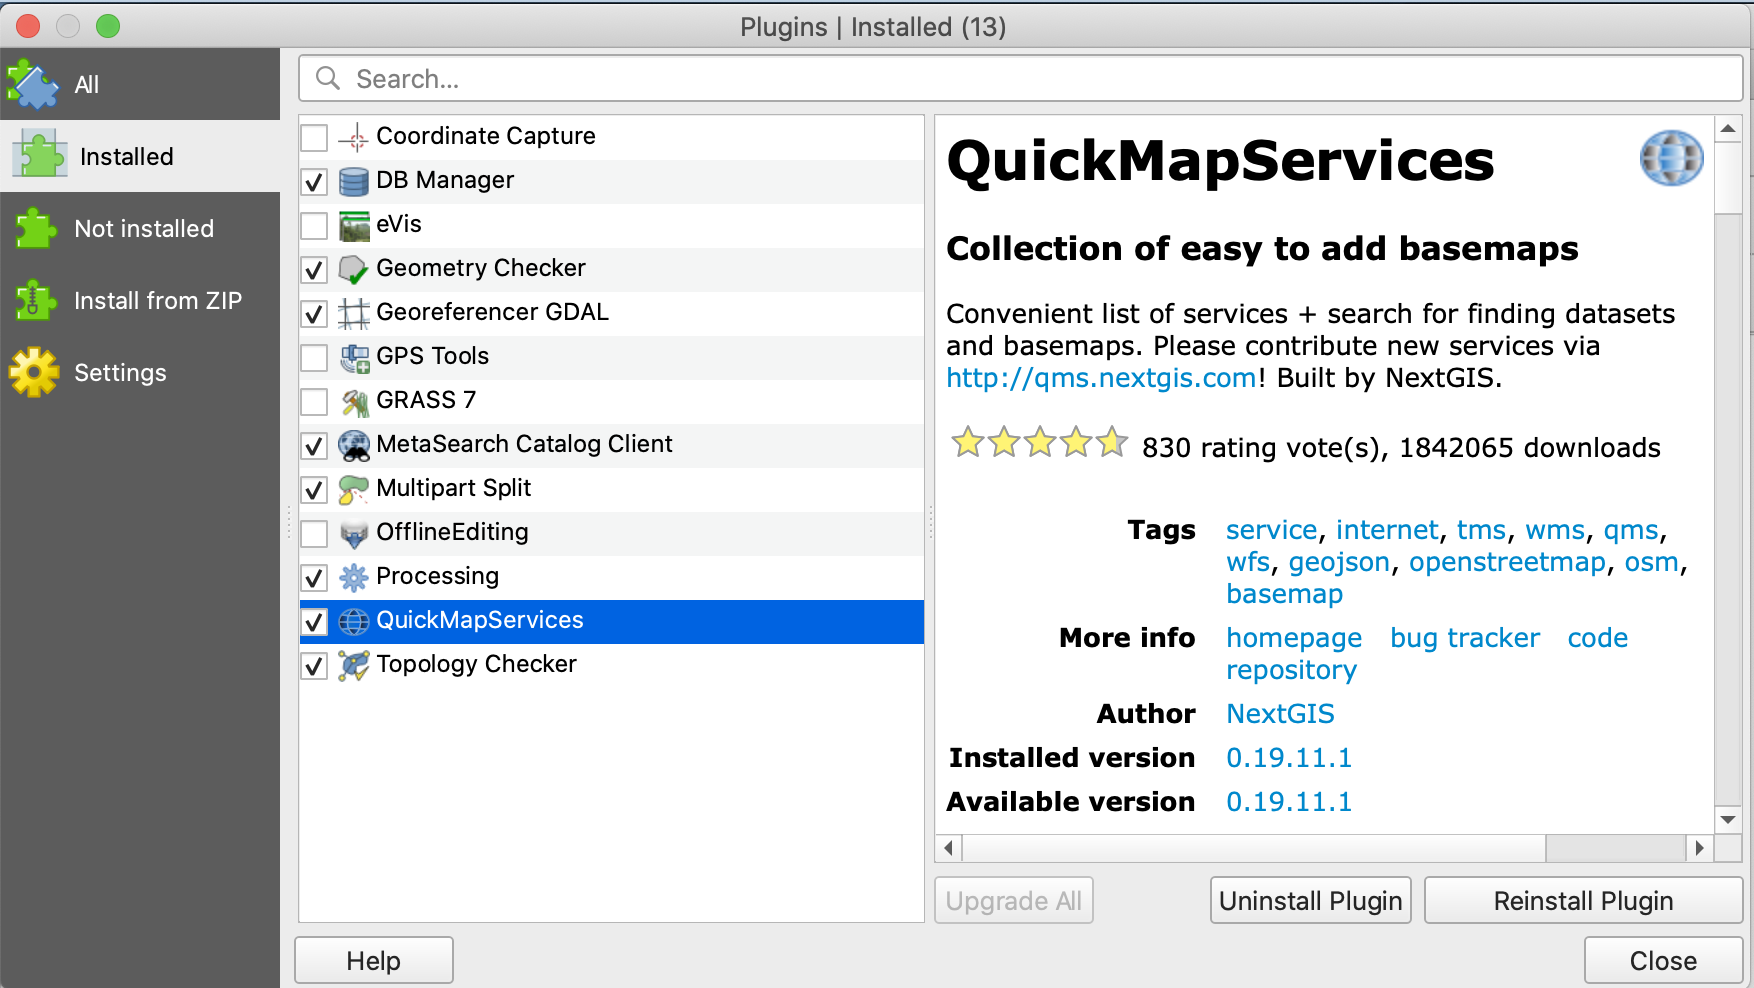 Plugins | Installed (13)
All
Installed
Not installed
Install from ZIP
Settings
Search...
Coordinate Capture
DB Manager
eVis
Geometry Checker
Georeferencer GDAL
GPS Tools
GRASS 7
MetaSearch Catalog Client
Multipart Split
OfflineEditing
Processing
QuickMapServices
Topology Checker
QuickMapServices
Collection of easy to add basemaps
Convenient list of services + search for finding datasets
and basemaps. Please contribute new services via
http://qms.nextgis.com! Built by NextGIS.
830 rating vote(s), 1842065 downloads
Tags service, internet, tms, wms, qms,
wfs, geojson, openstreetmap, osm,
basemap
More info homepage bug tracker code
repository
Author NextGIS
Installed version 0.19.11.1
Available version 0.19.11.1
Upgrade All Uninstall Plugin Reinstall Plugin
Help Close